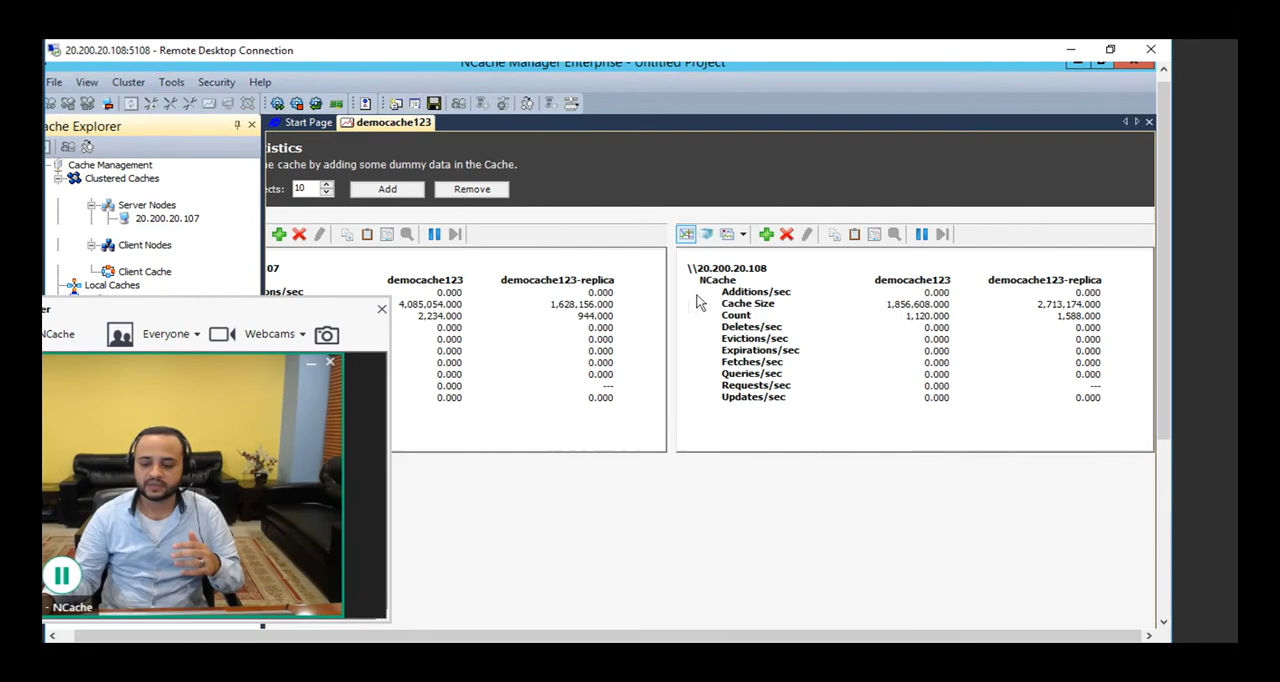 20.200.20.108:5108 - Remote Desktop Connection
NCache Manager Enterprise - Untitled Project
File View Cluster Tools Security Help
ache Explorer
Start Page
democache123
Cache Management
Clustered Caches
Server Nodes
20.200.20.107
Client Nodes
Client Cache
Local Caches
istics
ne cache by adding some dummy data in the Cache.
ects: 10 Add Remove
07
democache123 democache123-replica
ons/sec 0.000 0.000
4,085,054.000 1,628,156.000
2,234.000 944.000
0.000 0.000
0.000 0.000
0.000 0.000
0.000 0.000
0.000 0.000
0.000 ---
0.000 0.000
\\20.200.20.108
NCache democache123 democache123-replica
Additions/sec 0.000 0.000
Cache Size 1,856,608.000 2,713,174.000
Count 1,120.000 1,588.000
Deletes/sec 0.000 0.000
Evictions/sec 0.000 0.000
Expirations/sec 0.000 0.000
Fetches/sec 0.000 0.000
Queries/sec 0.000 0.000
Requests/sec 0.000 ---
Updates/sec 0.000 0.000
er
NCache Everyone Webcams
- NCache